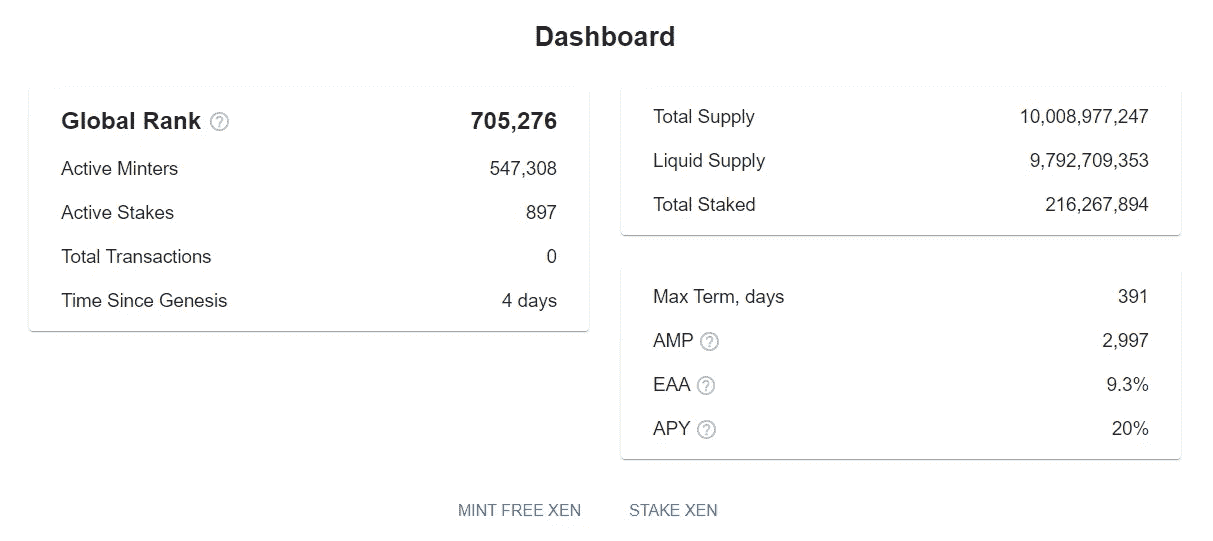 Dashboard
Global Rank 705,276
Active Minters 547,308
Active Stakes 897
Total Transactions 0
Time Since Genesis 4 days
Total Supply 10,008,977,247
Liquid Supply 9,792,709,353
Total Staked 216,267,894
Max Term, days 391
AMP 2,997
EAA 9.3%
APY 20%
MINT FREE XEN STAKE XEN